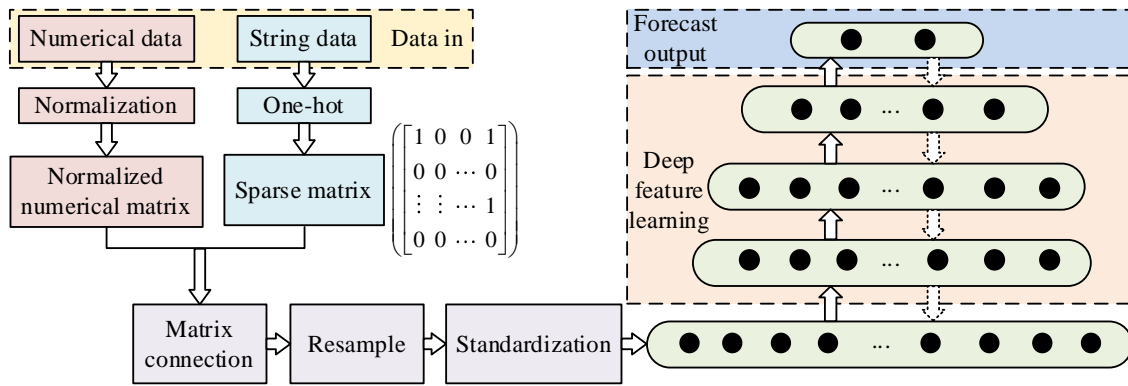 Numerical data
String data
Data in
Normalization
One-hot
Normalized
numerical matrix
Sparse matrix
1 0 0 1
0 0 ⋯ 0
⋮ ⋮ ⋯ 1
0 0 ⋯ 0
Matrix
connection
Resample
Standardization
Forecast
output
...
Deep
feature
learning
...
...
...